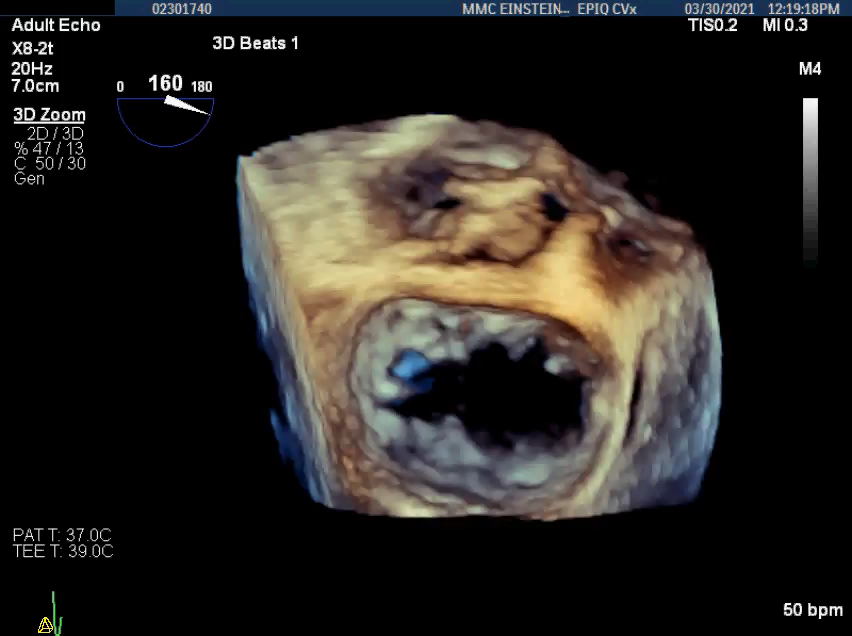 02301740 MMC EINSTEIN... EPIQ CVx 03/30/2021 12:19:18PM
Adult Echo TIS0.2 MI 0.3
X8-2t 3D Beats 1
20Hz M4
7.0cm 0 160 180
3D Zoom
2D / 3D
% 47 / 13
C 50 / 30
Gen
PAT T: 37.0C
TEE T: 39.0C
50 bpm